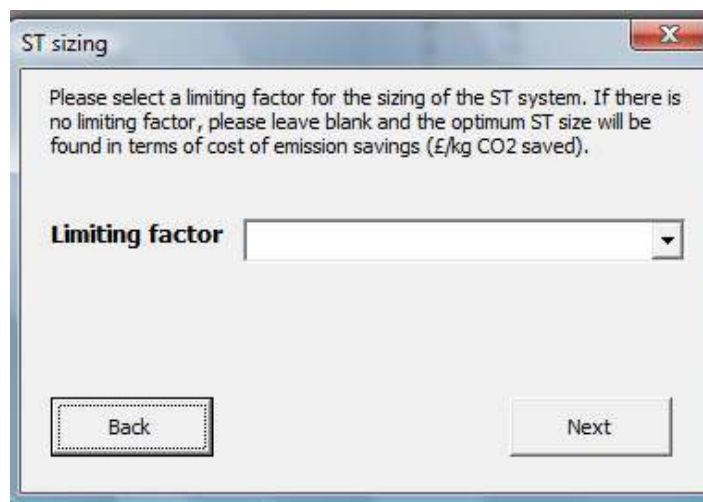 ST sizing
Please select a limiting factor for the sizing of the ST system. If there is
no limiting factor, please leave blank and the optimum ST size will be
found in terms of cost of emission savings (£/kg CO2 saved).
Limiting factor
Back
Next